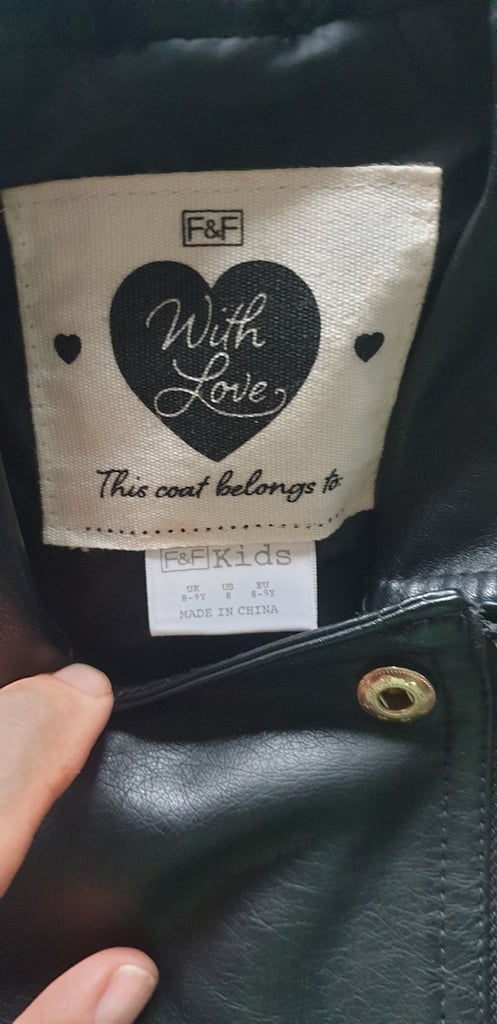 F&F
With
Love
This coat belongs to:
F&F Kids
UK US EU
8-9Y 8 8-9Y
MADE IN CHINA